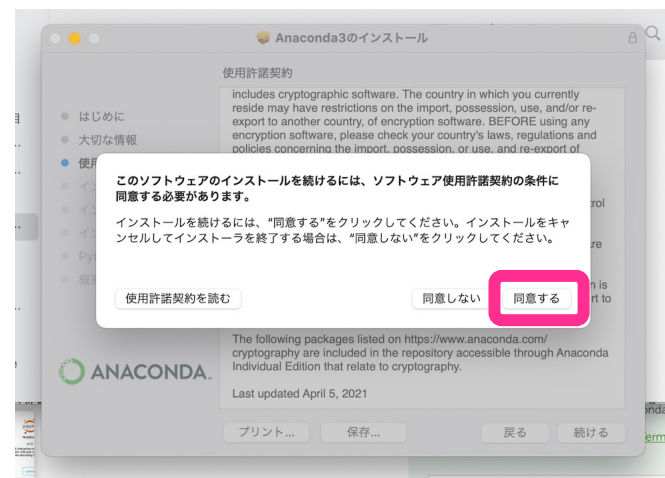 Anaconda3のインストール
使用許諾契約
includes cryptographic software. The country in which you currently
reside may have restrictions on the import, possession, use, and/or re-
export to another country, of encryption software. BEFORE using any
encryption software, please check your country's laws, regulations and
policies concerning the import, possession, or use, and re-export of
はじめに
大切な情報
使用
このソフトウェアのインストールを続けるには、ソフトウェア使用許諾契約の条件に
同意する必要があります。
インストールを続けるには、“同意する”をクリックしてください。インストールをキャ
ンセルしてインストーラを終了する場合は、“同意しない”をクリックしてください。
使用許諾契約を読む
同意しない
同意する
The following packages listed on https://www.anaconda.com/
cryptography are included in the repository accessible through Anaconda
Individual Edition that relate to cryptography.
Last updated April 5, 2021
ANACONDA.
プリント...
保存...
戻る
続ける